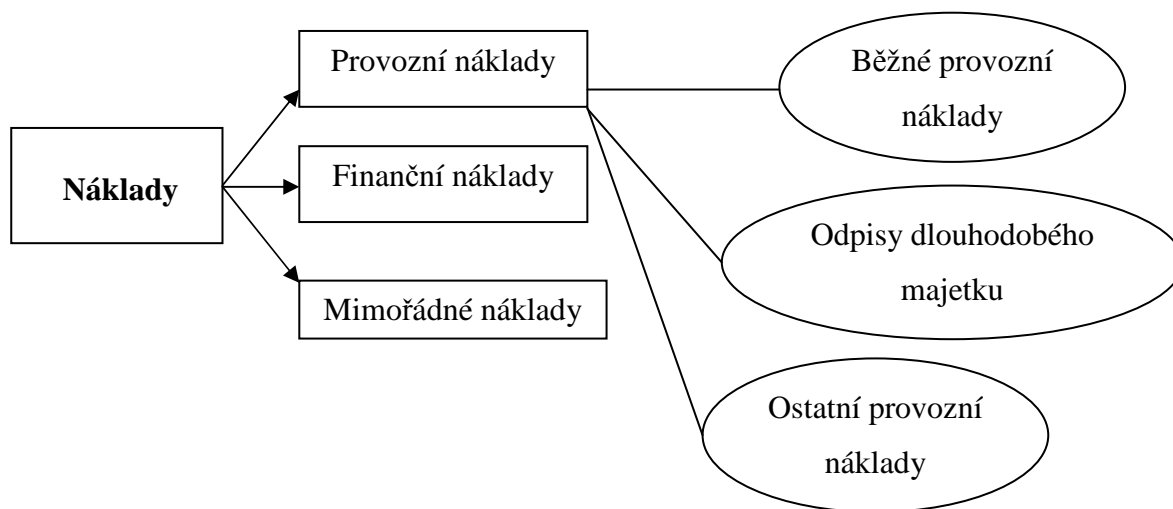 Náklady
Provozní náklady
Finanční náklady
Mimořádné náklady
Běžné provozní
náklady
Odpisy dlouhodobého
majetku
Ostatní provozní
náklady